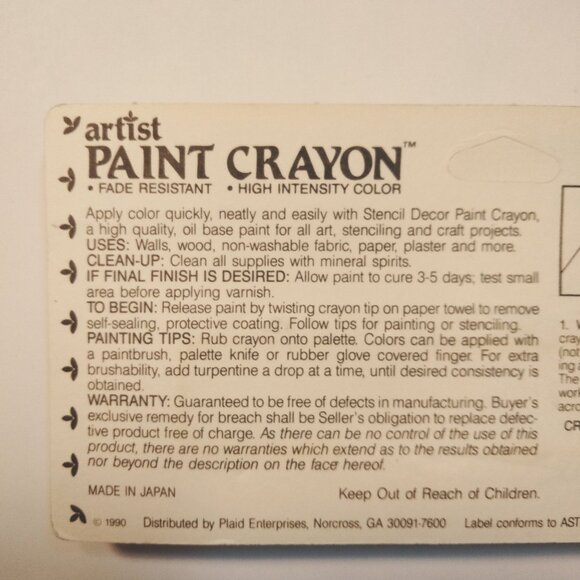 artist
PAINT CRAYON™
• FADE RESISTANT • HIGH INTENSITY COLOR
Apply color quickly, neatly and easily with Stencil Decor Paint Crayon,
a high quality, oil base paint for all art, stenciling and craft projects.
USES: Walls, wood, non-washable fabric, paper, plaster and more.
CLEAN-UP: Clean all supplies with mineral spirits.
IF FINAL FINISH IS DESIRED: Allow paint to cure 3-5 days; test small
area before applying varnish.
TO BEGIN: Release paint by twisting crayon tip on paper towel to remove
self-sealing, protective coating. Follow tips for painting or stenciling.
PAINTING TIPS: Rub crayon onto palette. Colors can be applied with
a paintbrush, palette knife or rubber glove covered finger. For extra
brushability, add turpentine a drop at a time, until desired consistency is
obtained.
WARRANTY: Guaranteed to be free of defects in manufacturing. Buyer's
exclusive remedy for breach shall be Seller's obligation to replace defec-
tive product free of charge. As there can be no control of the use of this
product, there are no warranties which extend as to the results obtained
nor beyond the description on the face hereof.
MADE IN JAPAN Keep Out of Reach of Children.
© 1990 Distributed by Plaid Enterprises, Norcross, GA 30091-7600 Label conforms to AST
1.
cray
(not
ing a
The
work
acros
CR